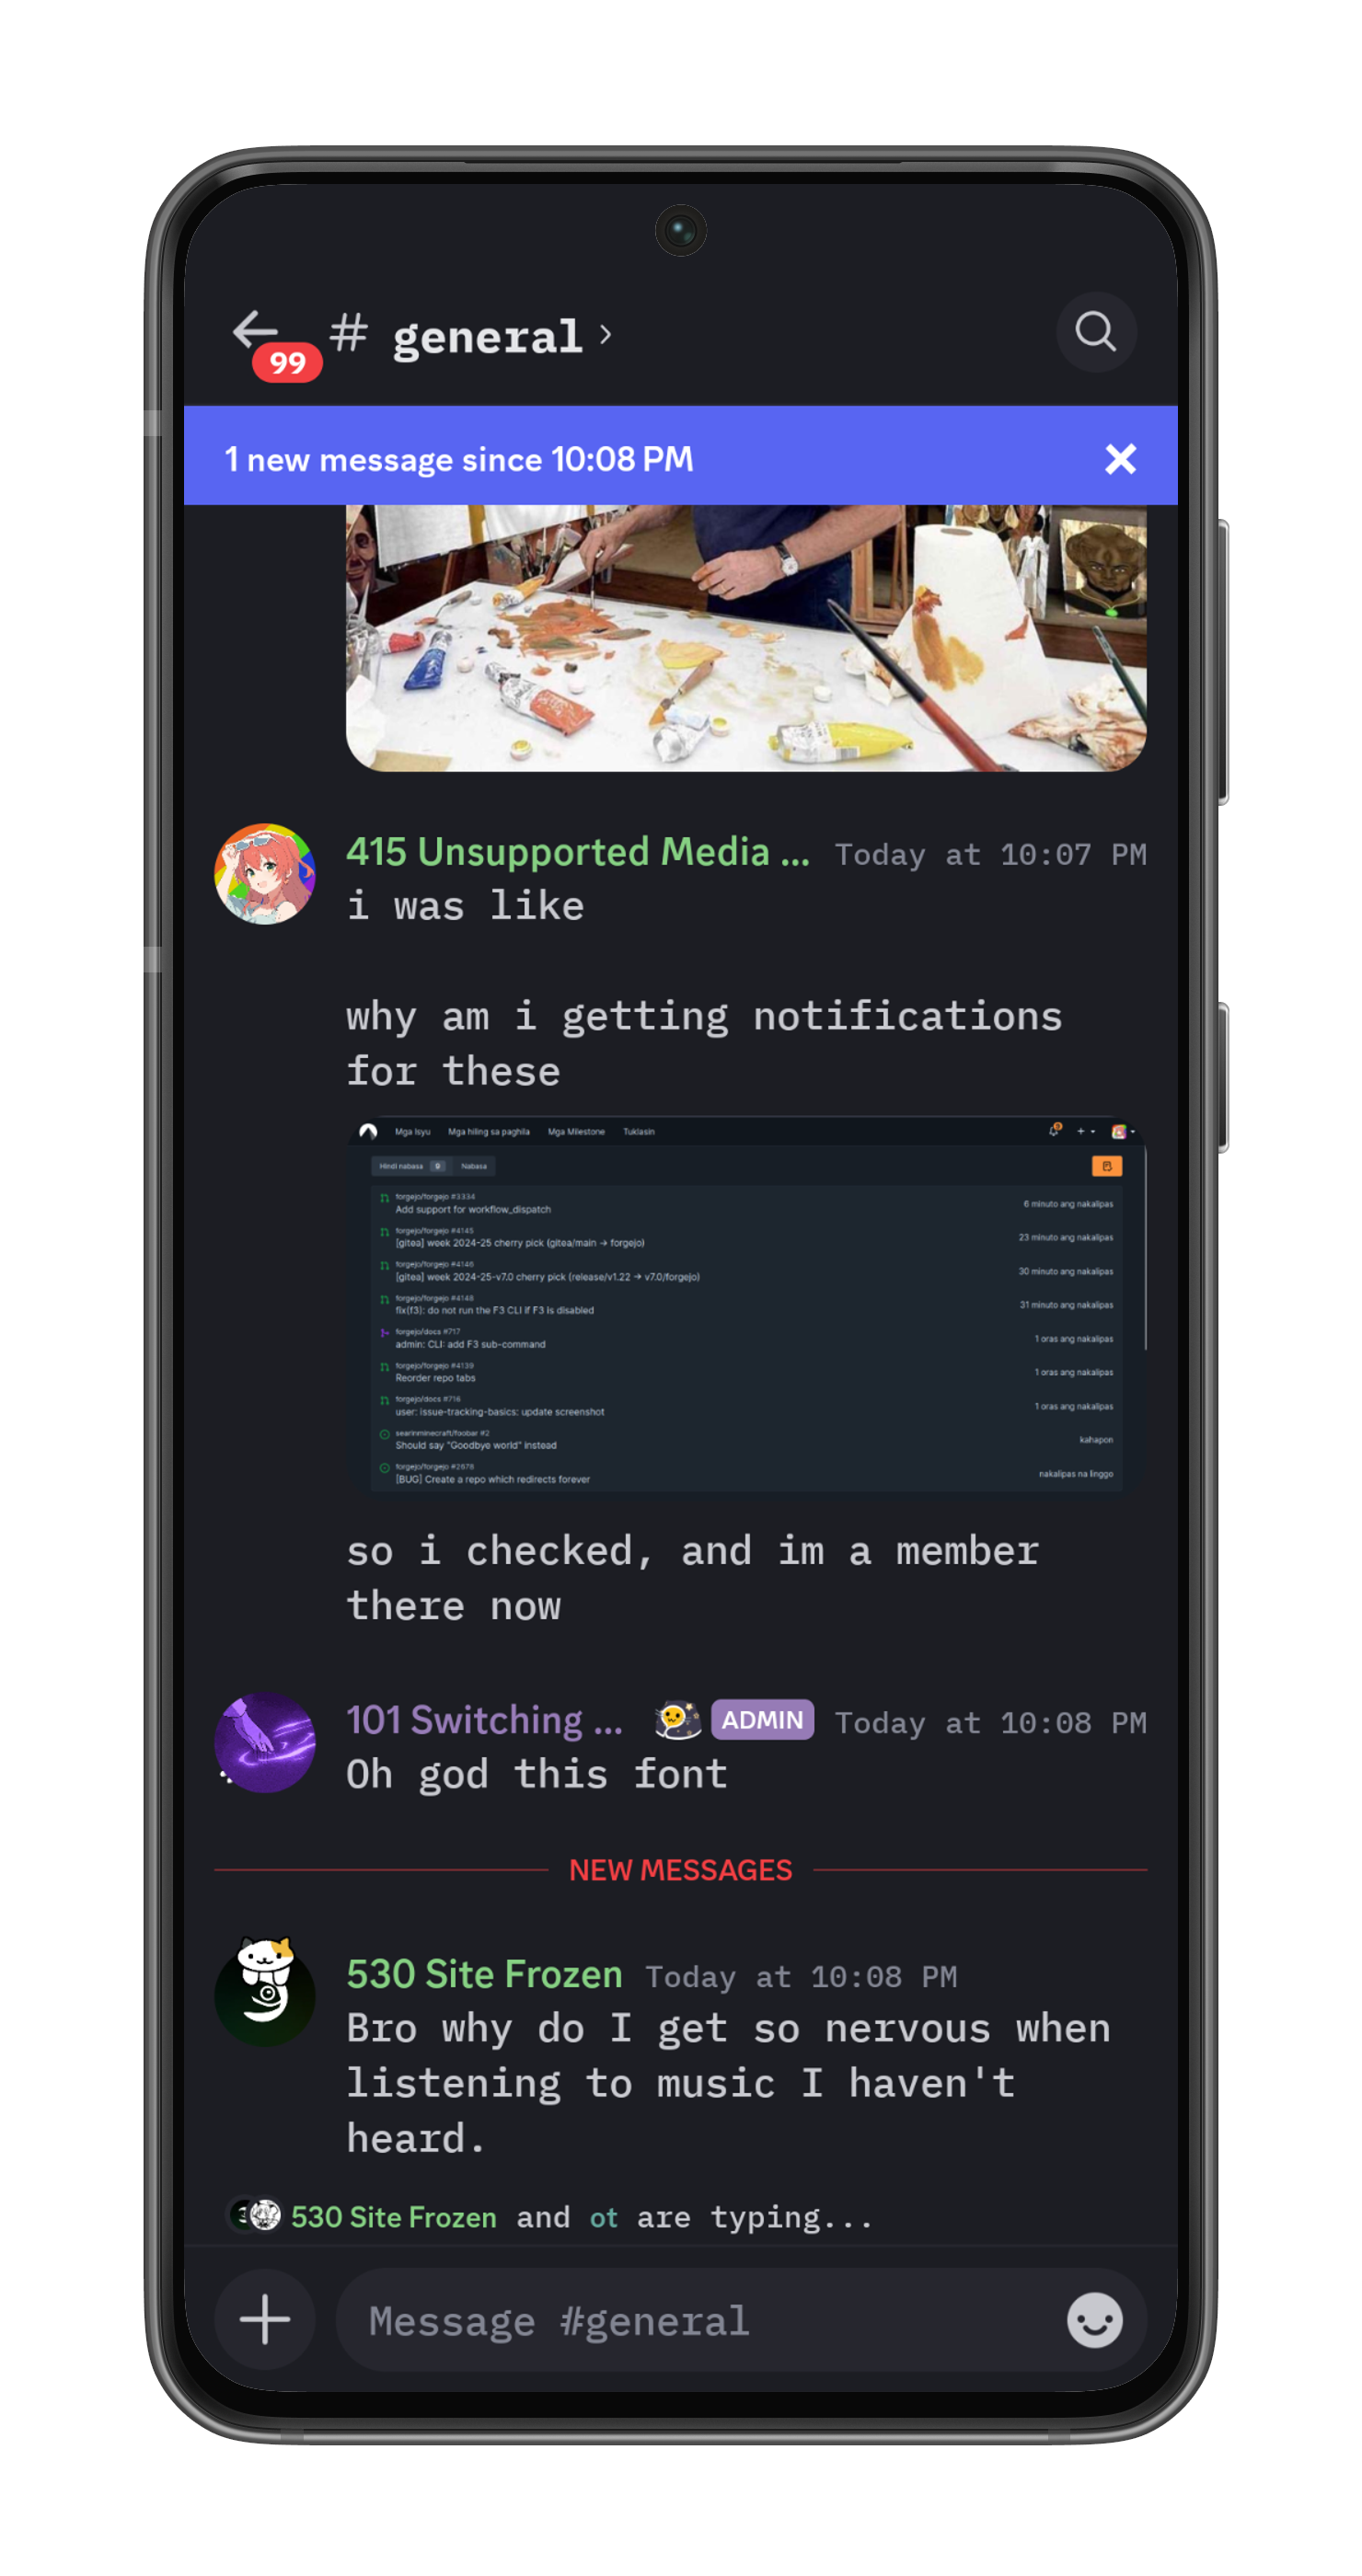 # general
99
1 new message since 10:08 PM
415 Unsupported Media ... Today at 10:07 PM
i was like
why am i getting notifications
for these
Mga Isyu Mga hiling sa paghila Mga Milestone Tuklasin
Hindi nabasa 9 Nabasa
forgejo/forgejo #3334
Add support for workflow_dispatch
6 minuto ang nakalipas
forgejo/forgejo #4145
[gitea] week 2024-25 cherry pick (gitea/main → forgejo)
23 minuto ang nakalipas
forgejo/forgejo #4146
[gitea] week 2024-25-v7.0 cherry pick (release/v1.22 → v7.0/forgejo)
30 minuto ang nakalipas
forgejo/forgejo #4148
fix(f3): do not run the F3 CLI if F3 is disabled
31 minuto ang nakalipas
forgejo/docs #717
admin: CLI: add F3 sub-command
1 oras ang nakalipas
forgejo/forgejo #4139
Reorder repo tabs
1 oras ang nakalipas
forgejo/docs #716
user: issue-tracking-basics: update screenshot
1 oras ang nakalipas
searinminecraft/foobar #2
Should say "Goodbye world" instead
kahapon
forgejo/forgejo #2678
[BUG] Create a repo which redirects forever
nakalipas na linggo
so i checked, and im a member
there now
101 Switching ... ADMIN Today at 10:08 PM
Oh god this font
NEW MESSAGES
530 Site Frozen Today at 10:08 PM
Bro why do I get so nervous when
listening to music I haven't
heard.
530 Site Frozen and ot are typing...
Message #general